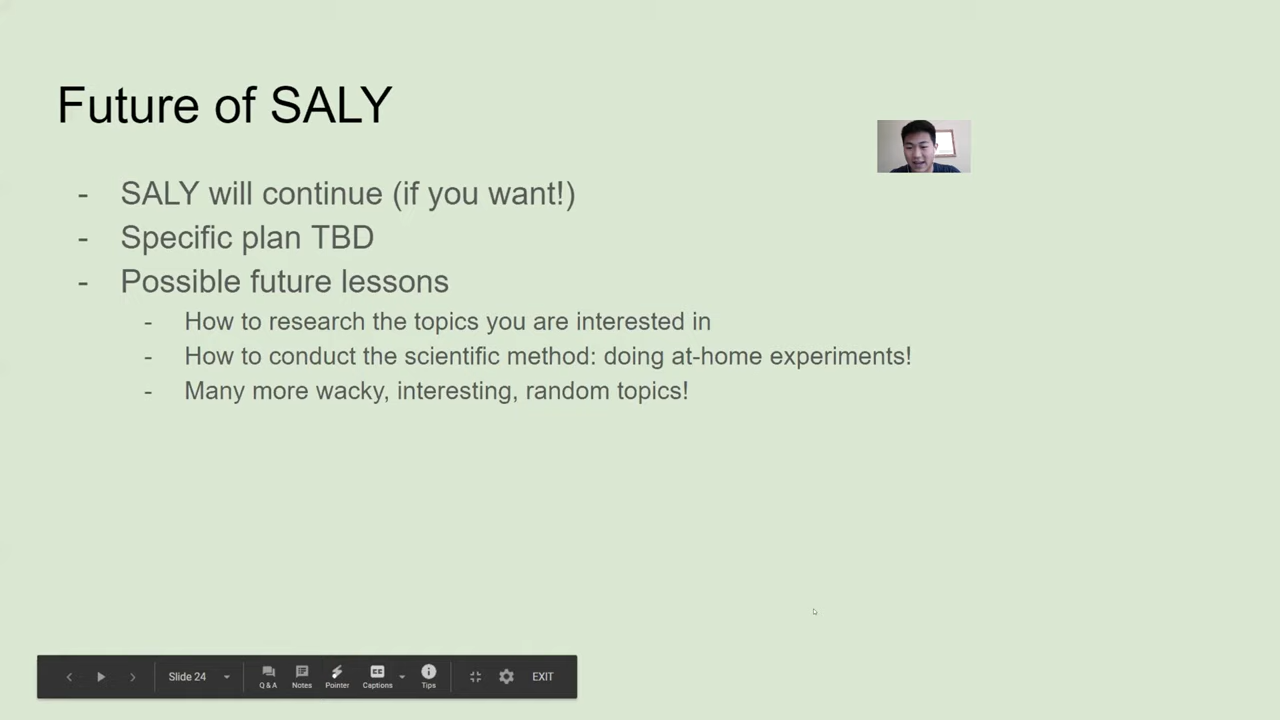 Future of SALY
- SALY will continue (if you want!)
- Specific plan TBD
- Possible future lessons
- How to research the topics you are interested in
- How to conduct the scientific method: doing at-home experiments!
- Many more wacky, interesting, random topics!
Slide 24 Q & A Notes Pointer Captions Tips EXIT